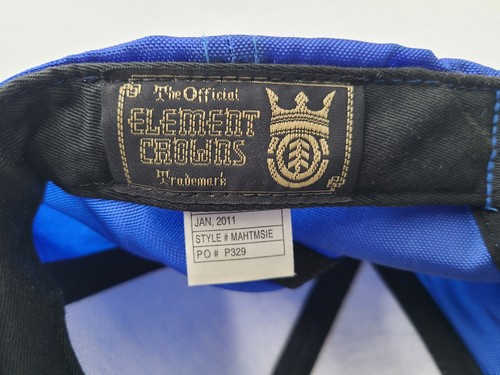 The Official
ELEMENT
CROWNS
Trademark
JAN, 2011
STYLE # MAHTMSIE
PO # P329